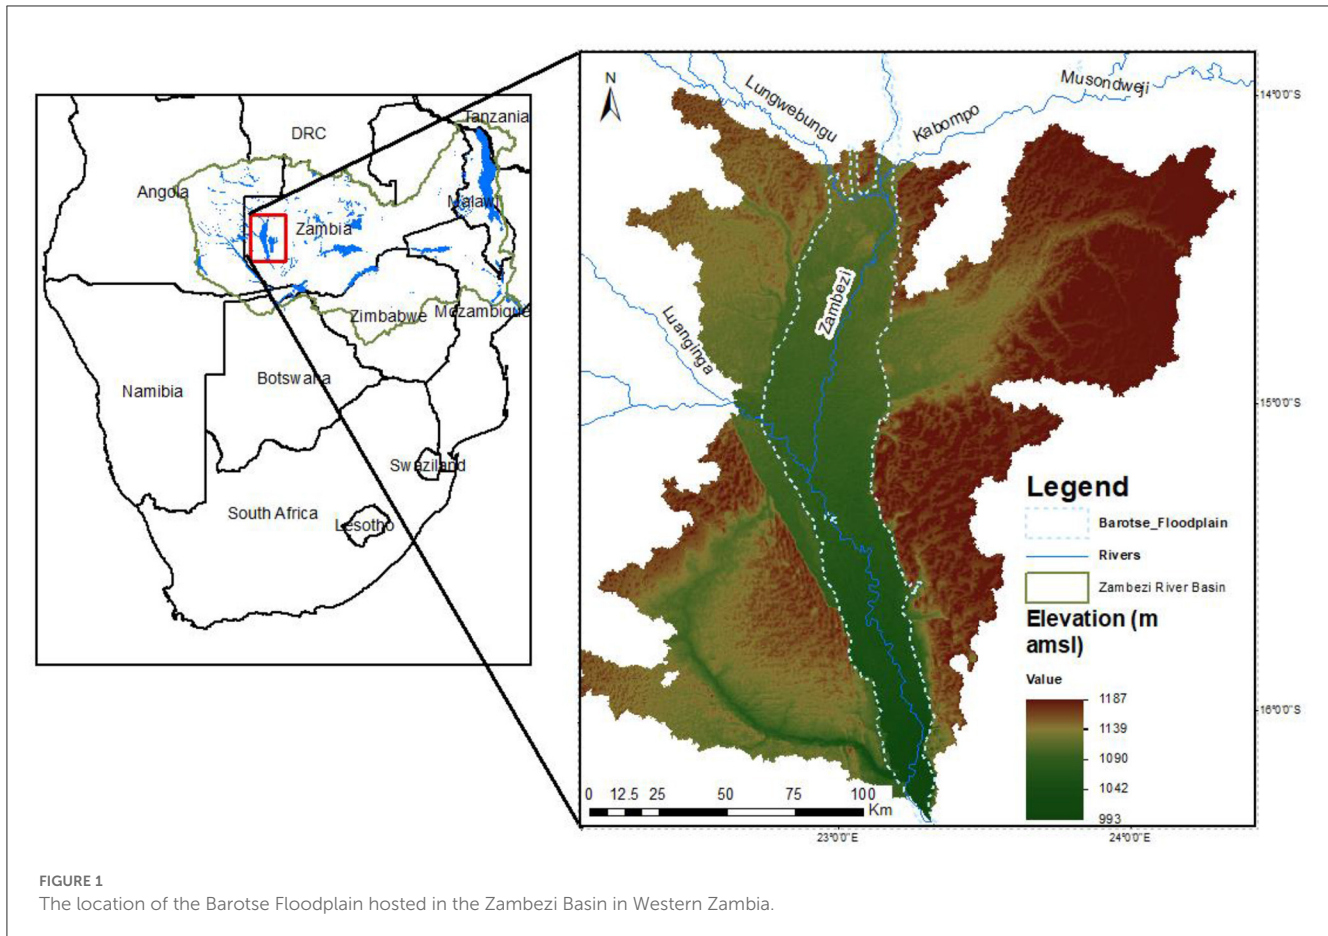 DRC
Tanzania
Angola
Malawi
Zambia
Zimbabwe
Mozambique
Namibia
Botswana
Swaziland
South Africa
Lesotho
N
Lungwebungu
Kabompo
Musondweji
Zambezi
Luanginga
14°0'0"S
15°0'0"S
16°0'0"S
23°0'0"E
24°0'0"E
Legend
Barotse_Floodplain
Rivers
Zambezi River Basin
Elevation (m
amsl)
Value
1187
1139
1090
1042
993
0 12.5 25 50 75 100
Km
FIGURE 1
The location of the Barotse Floodplain hosted in the Zambezi Basin in Western Zambia.